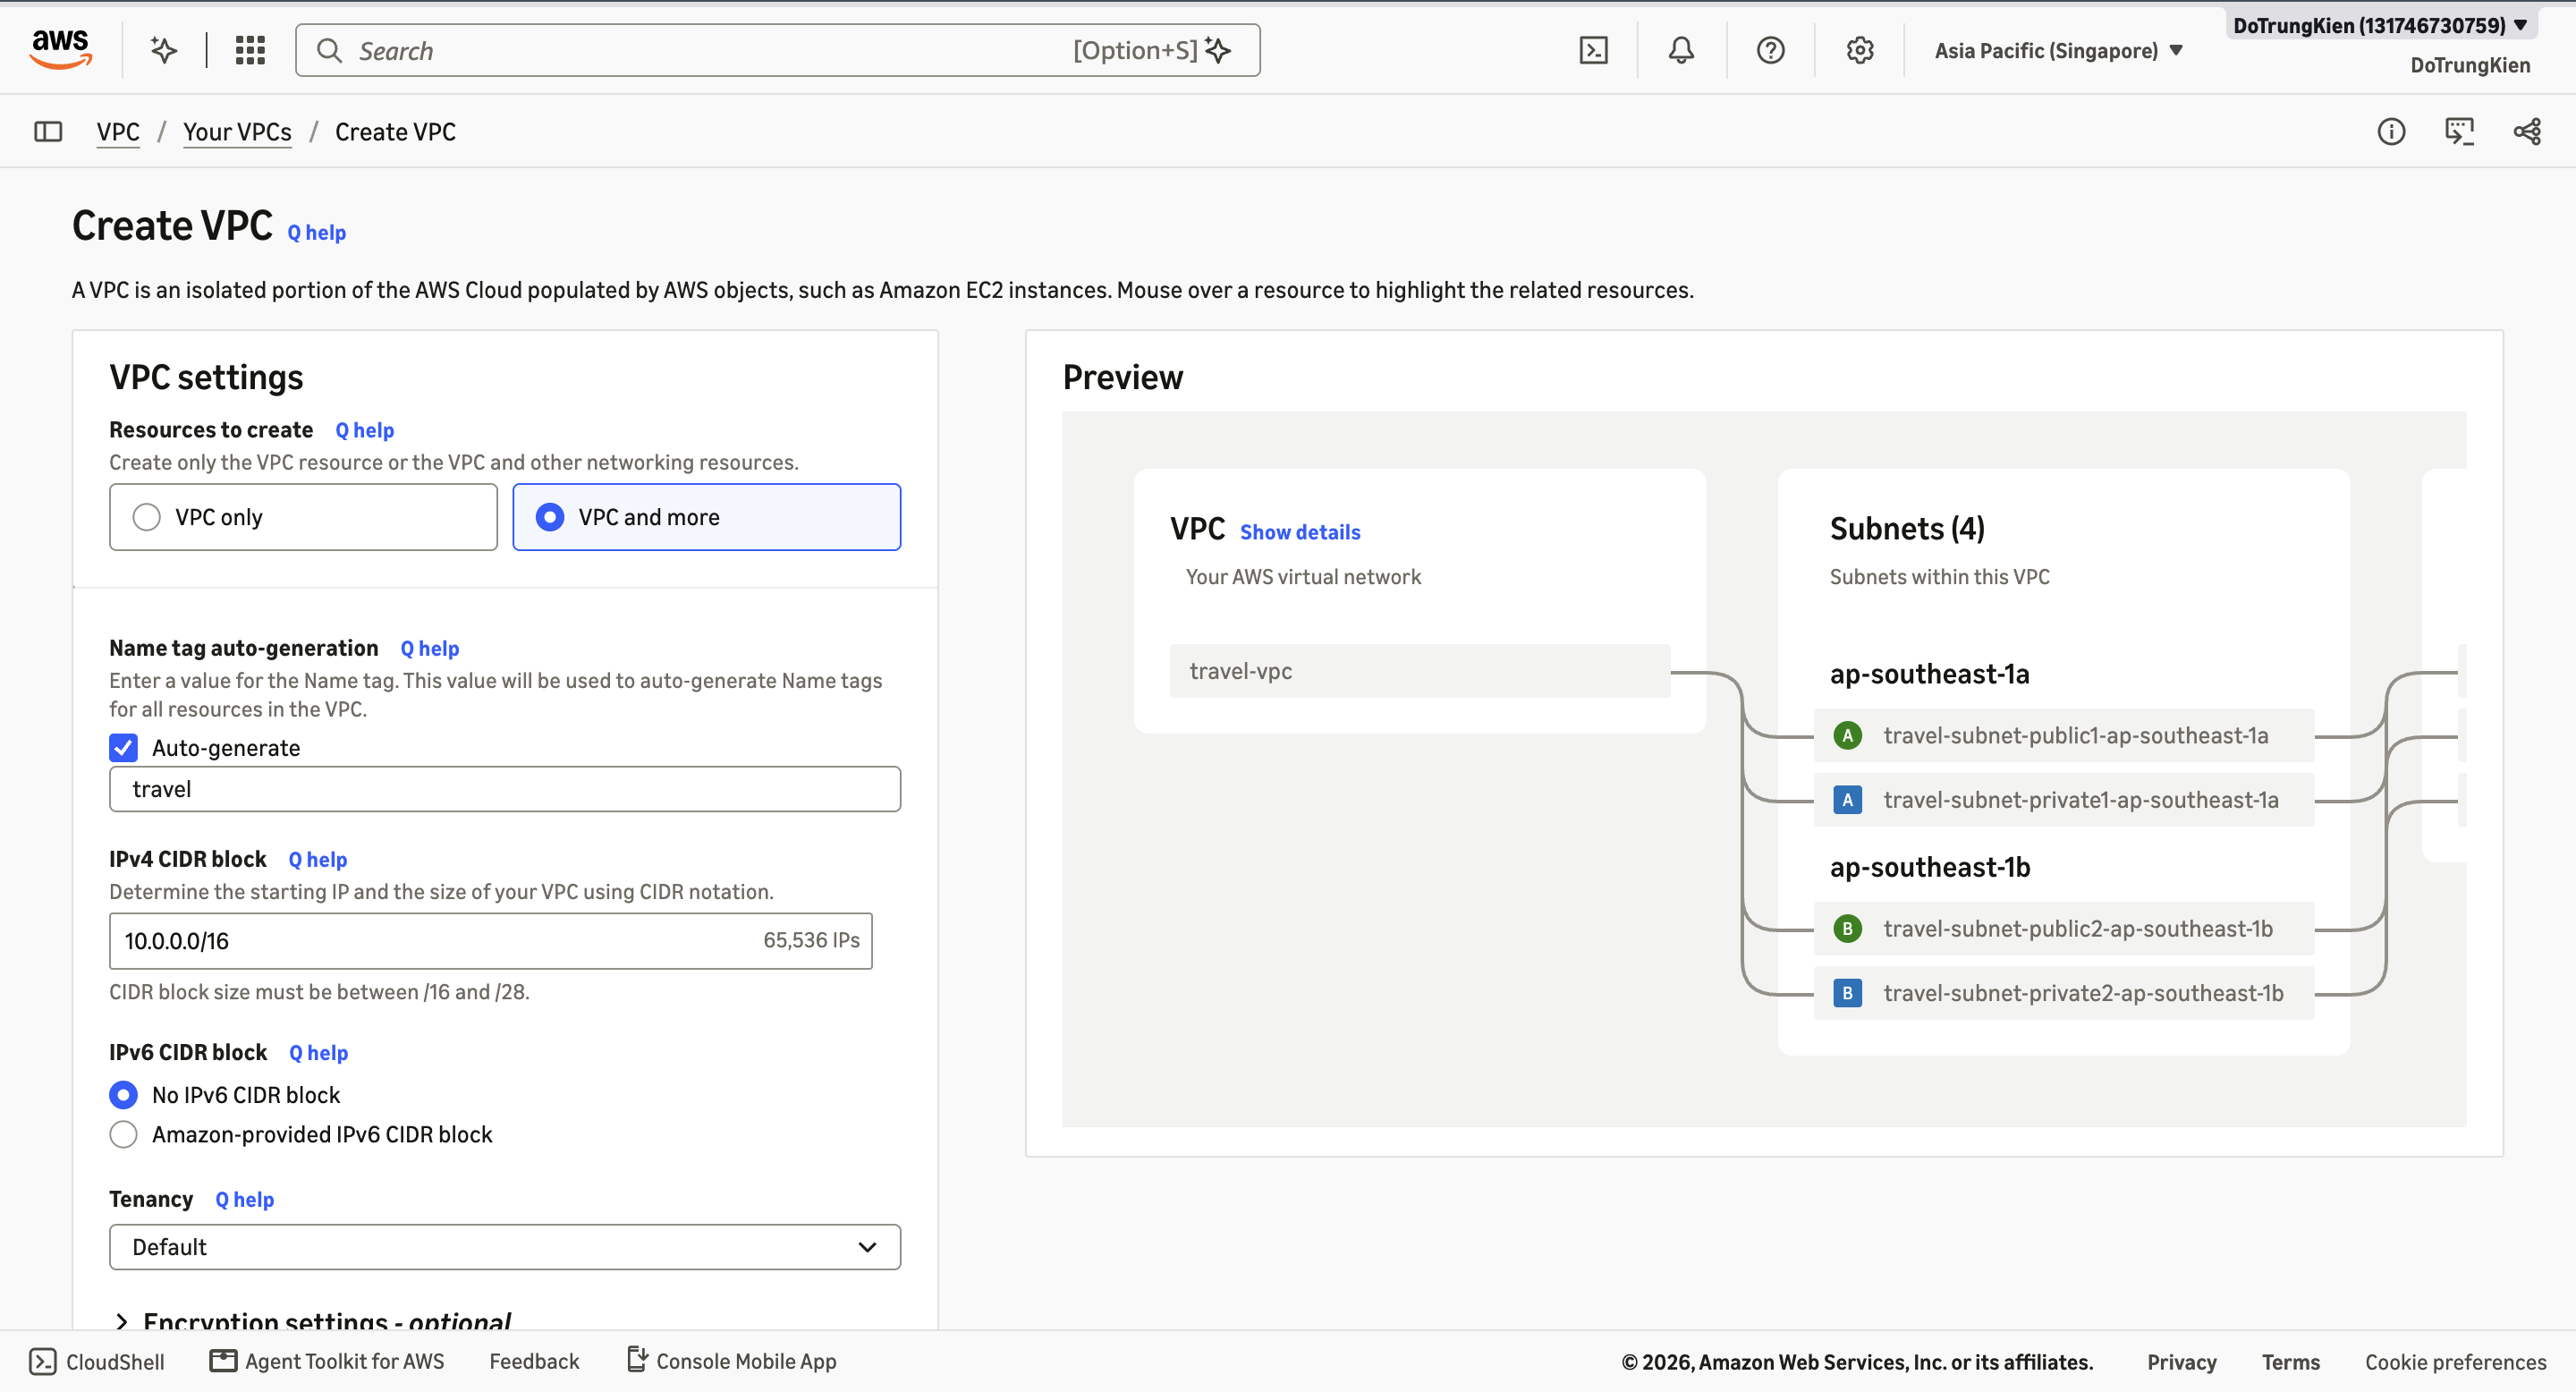 aws
Search
[Option+S]
Asia Pacific (Singapore)
DoTrungKien (131746730759)
DoTrungKien
VPC / Your VPCs / Create VPC
Create VPC Q help
A VPC is an isolated portion of the AWS Cloud populated by AWS objects, such as Amazon EC2 instances. Mouse over a resource to highlight the related resources.
VPC settings
Resources to create Q help
Create only the VPC resource or the VPC and other networking resources.
VPC only
VPC and more
Name tag auto-generation Q help
Enter a value for the Name tag. This value will be used to auto-generate Name tags
for all resources in the VPC.
Auto-generate
travel
IPv4 CIDR block Q help
Determine the starting IP and the size of your VPC using CIDR notation.
10.0.0.0/16 65,536 IPs
CIDR block size must be between /16 and /28.
IPv6 CIDR block Q help
No IPv6 CIDR block
Amazon-provided IPv6 CIDR block
Tenancy Q help
Default
Encryption settings - optional
Preview
VPC Show details
Your AWS virtual network
travel-vpc
Subnets (4)
Subnets within this VPC
ap-southeast-1a
A travel-subnet-public1-ap-southeast-1a
A travel-subnet-private1-ap-southeast-1a
ap-southeast-1b
B travel-subnet-public2-ap-southeast-1b
B travel-subnet-private2-ap-southeast-1b
CloudShell
Agent Toolkit for AWS
Feedback
Console Mobile App
© 2026, Amazon Web Services, Inc. or its affiliates.
Privacy
Terms
Cookie preferences